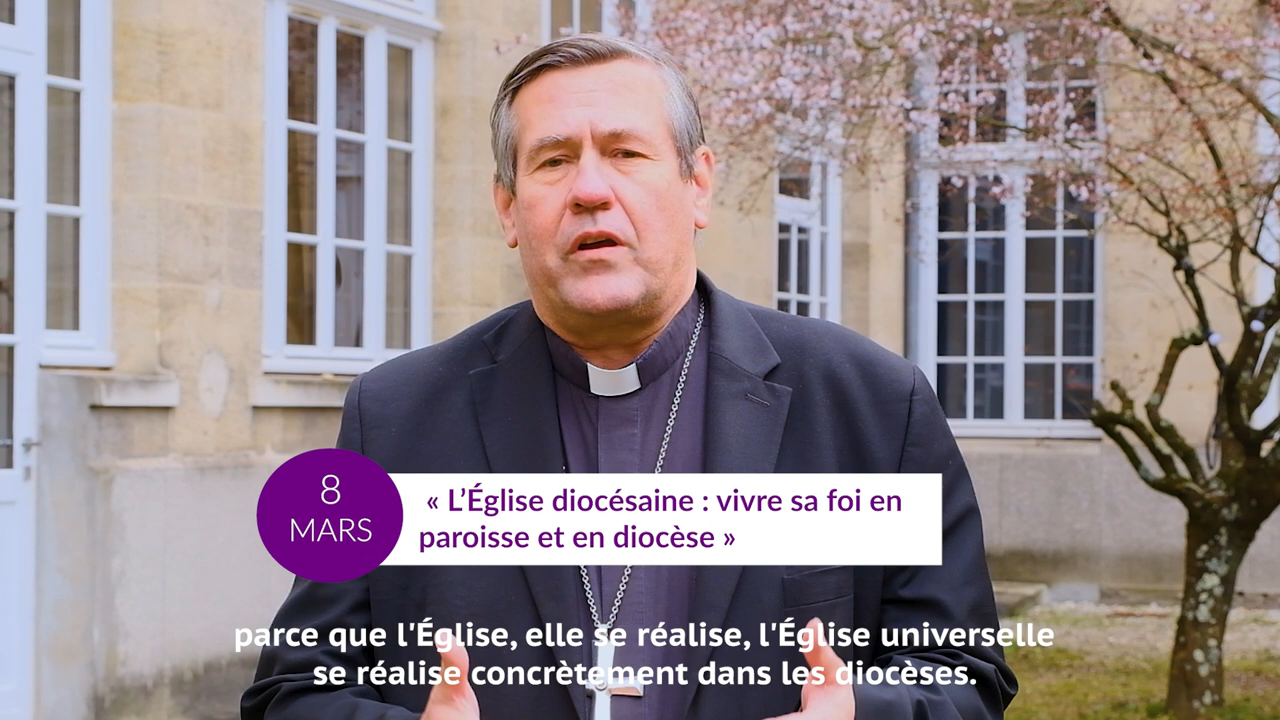 8
MARS
« L’Église diocésaine : vivre sa foi en
paroisse et en diocèse »
parce que l'Église, elle se réalise, l'Église universelle
se réalise concrètement dans les diocèses.